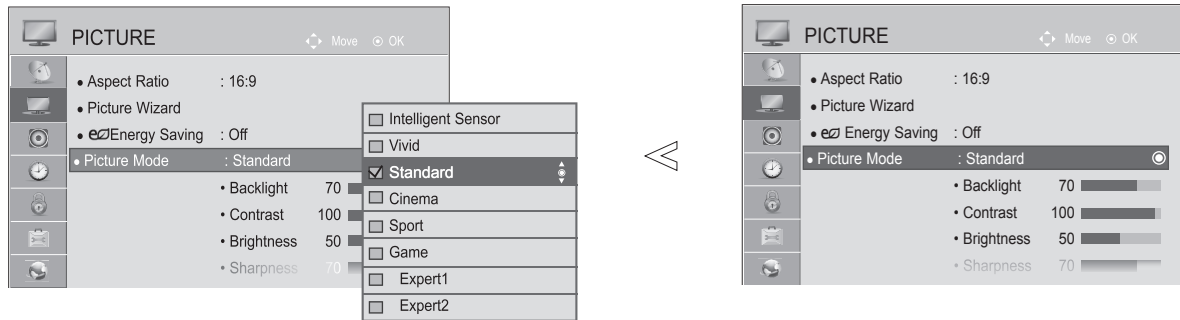 PICTURE
Move OK
• Aspect Ratio : 16:9
• Picture Wizard
• Energy Saving : Off
• Picture Mode : Standard
• Backlight 70
• Contrast 100
• Brightness 50
• Sharpness 70
Intelligent Sensor
Vivid
Standard
Cinema
Sport
Game
Expert1
Expert2
<
PICTURE
Move OK
• Aspect Ratio : 16:9
• Picture Wizard
• Energy Saving : Off
• Picture Mode : Standard
• Backlight 70
• Contrast 100
• Brightness 50
• Sharpness 70